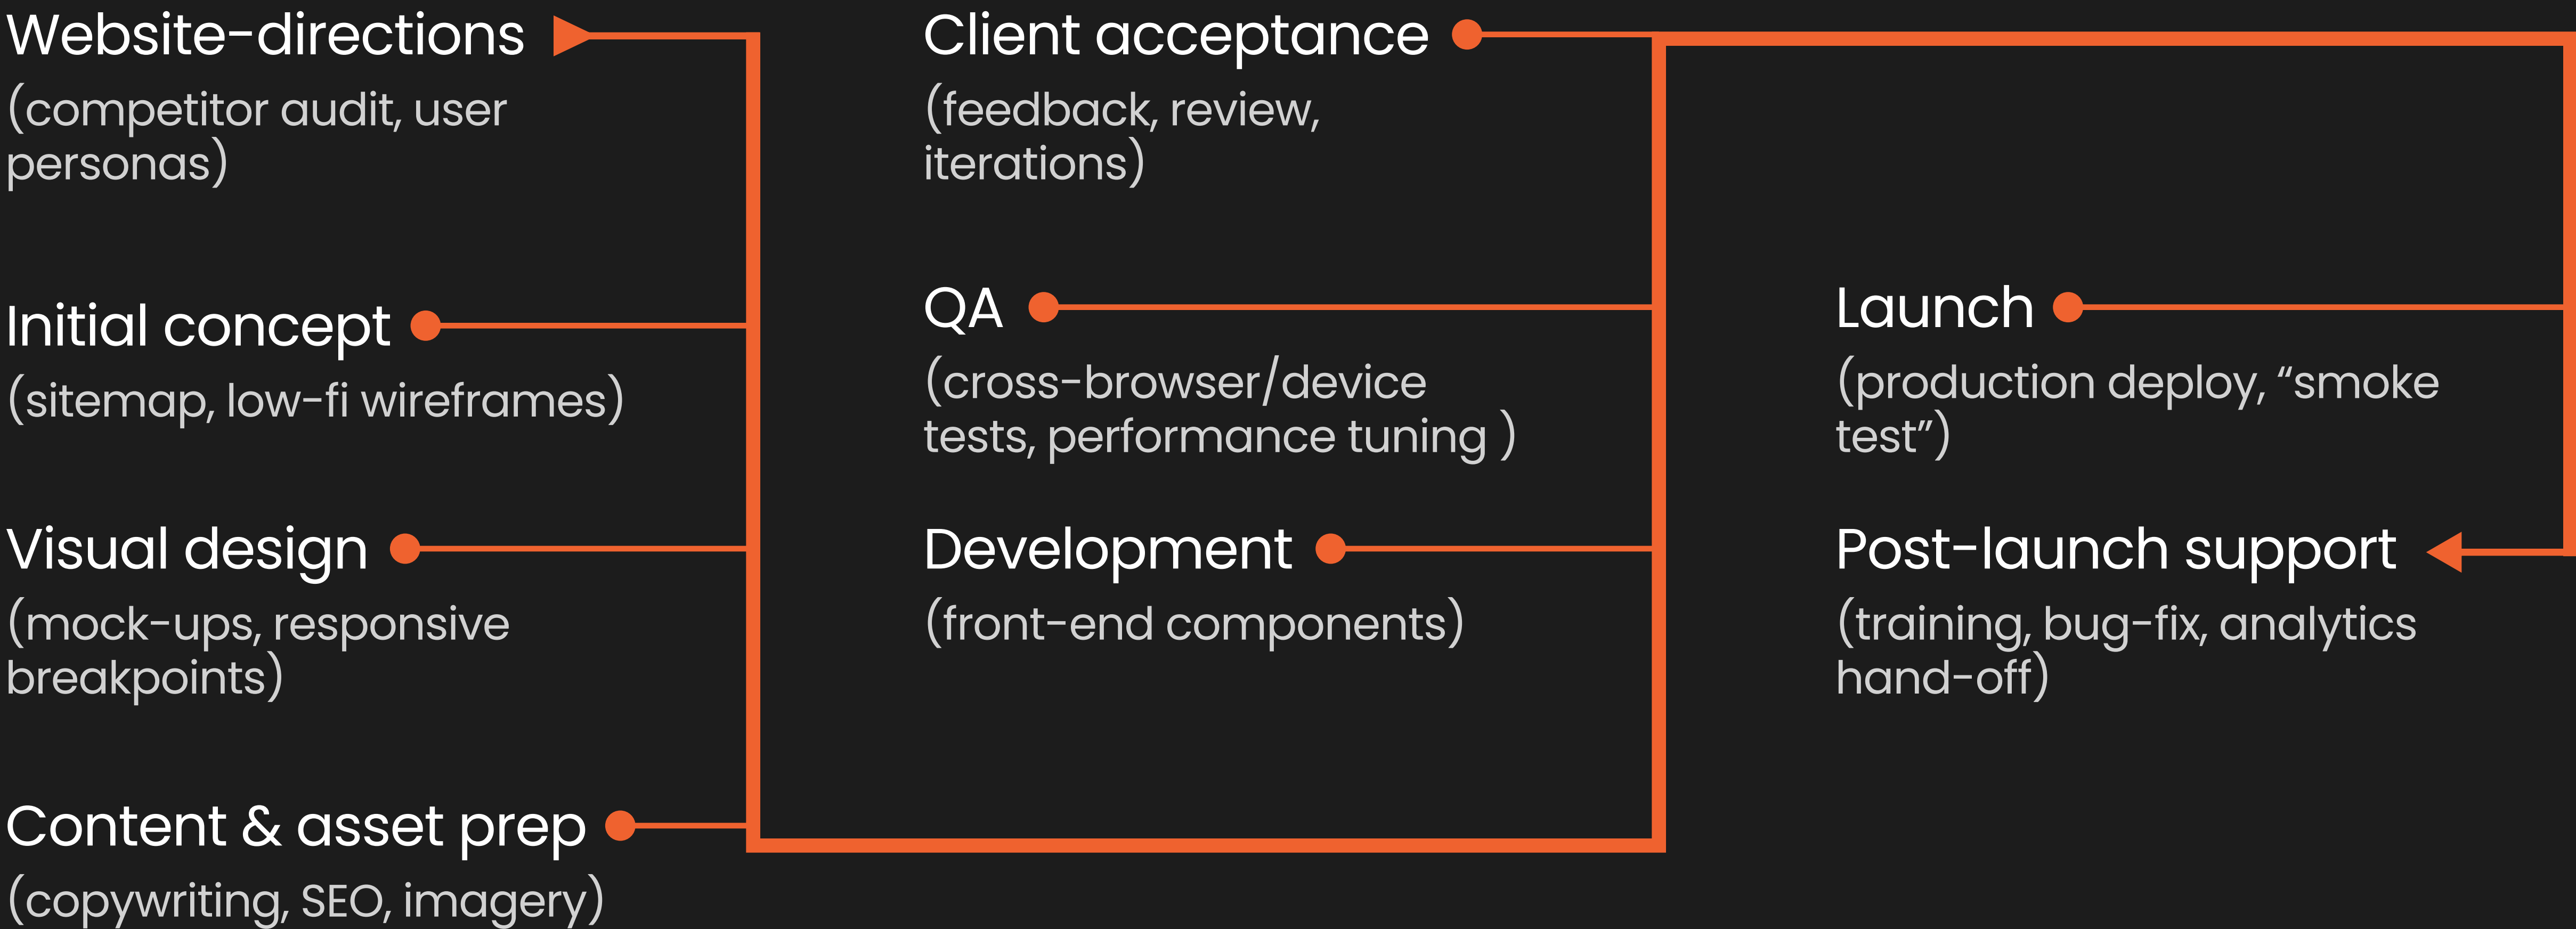 Website-directions
(competitor audit, user
personas)
Initial concept
(sitemap, low-fi wireframes)
Visual design
(mock-ups, responsive
breakpoints)
Content & asset prep
(copywriting, SEO, imagery)
Client acceptance
(feedback, review,
iterations)
QA
(cross-browser/device
tests, performance tuning )
Development
(front-end components)
Launch
(production deploy, “smoke
test”)
Post-launch support
(training, bug-fix, analytics
hand-off)